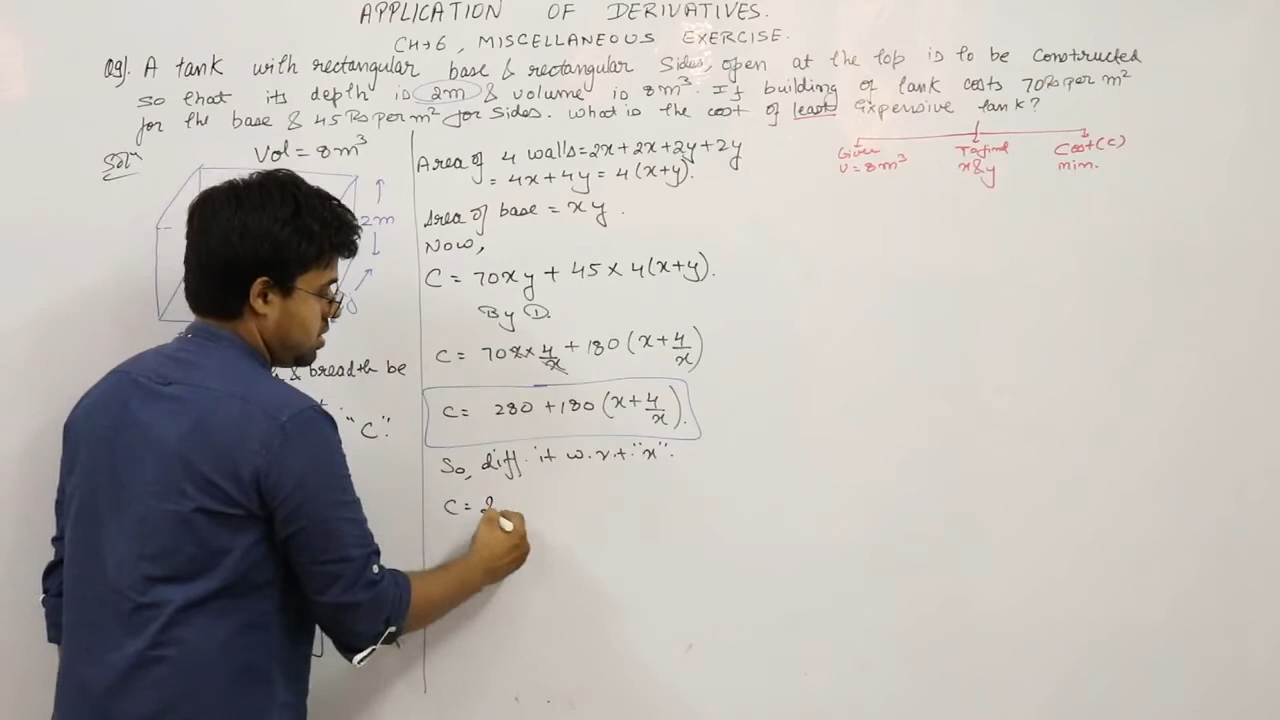 APPLICATION OF DERIVATIVES.
CH→6, MISCELLANEOUS EXERCISE.
Q9). A tank with rectangular base & rectangular sides, open at the top is to be constructed
so that its depth is 2m & volume is 8m³. If building of tank costs 70Rs per m²
for the base & 45 Rs per m² for sides. What is the cost of least expensive tank?
Solⁿ
Vol = 8m³
2m
& breadth be
"C".
Area of 4 walls = 2x+2x+2y+2y
= 4x+4y = 4(x+y).
Area of base = xy.
Now,
C = 70xy + 45 × 4(x+y).
By ①.
C = 70x × 4/x + 180 (x + 4/x)
C = 280 + 180 (x + 4/x).
So, diff. it w.r.t. "x".
C = 2
Given
V = 8m³
To find
x & y
Cost (C)
min.